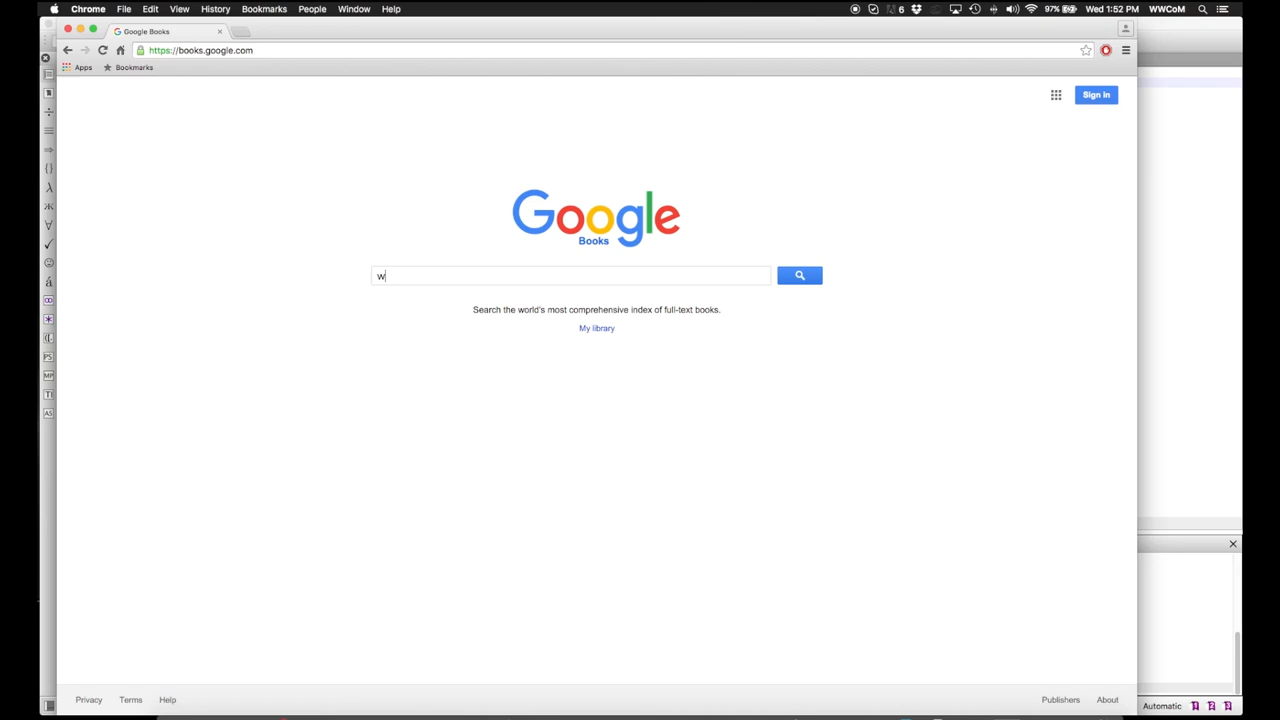 Chrome File Edit View History Bookmarks People Window Help 6 97% Wed 1:52 PM WWCoM
Google Books
https://books.google.com
Apps Bookmarks
Sign in
Google
Books
w
Search the world's most comprehensive index of full-text books.
My library
Privacy Terms Help Publishers About
Automatic